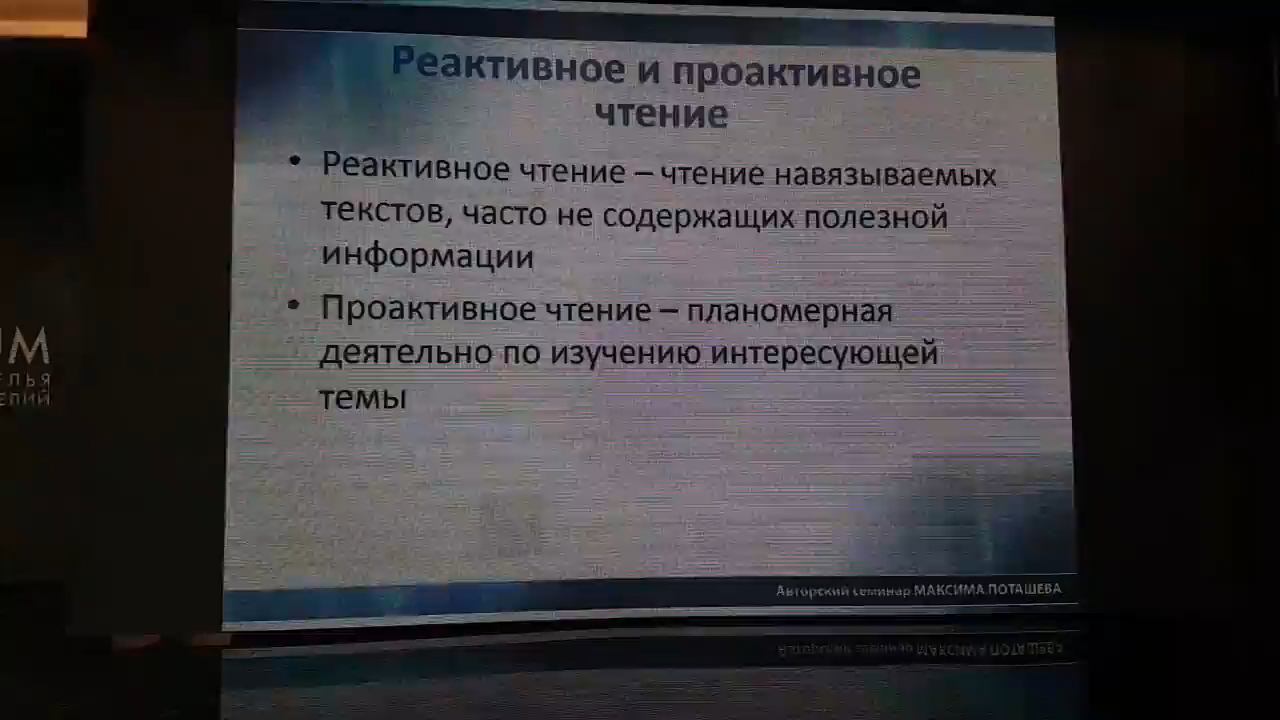 Реактивное и проактивное
чтение
• Реактивное чтение – чтение навязываемых
текстов, часто не содержащих полезной
информации
• Проактивное чтение – планомерная
деятельно по изучению интересующей
темы
Авторский семинар МАКСИМА ПОТАШЕВА